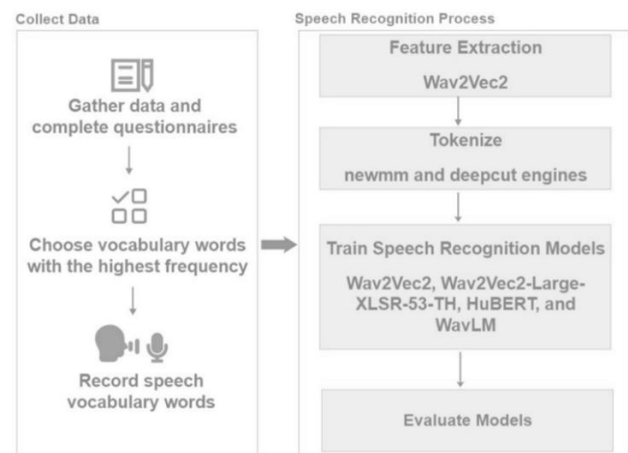 Collect Data
Gather data and
complete questionnaires
Choose vocabulary words
with the highest frequency
Record speech
vocabulary words
Speech Recognition Process
Feature Extraction
Wav2Vec2
Tokenize
newmm and deepcut engines
Train Speech Recognition Models
Wav2Vec2, Wav2Vec2-Large-
XLSR-53-TH, HuBERT, and
WavLM
Evaluate Models